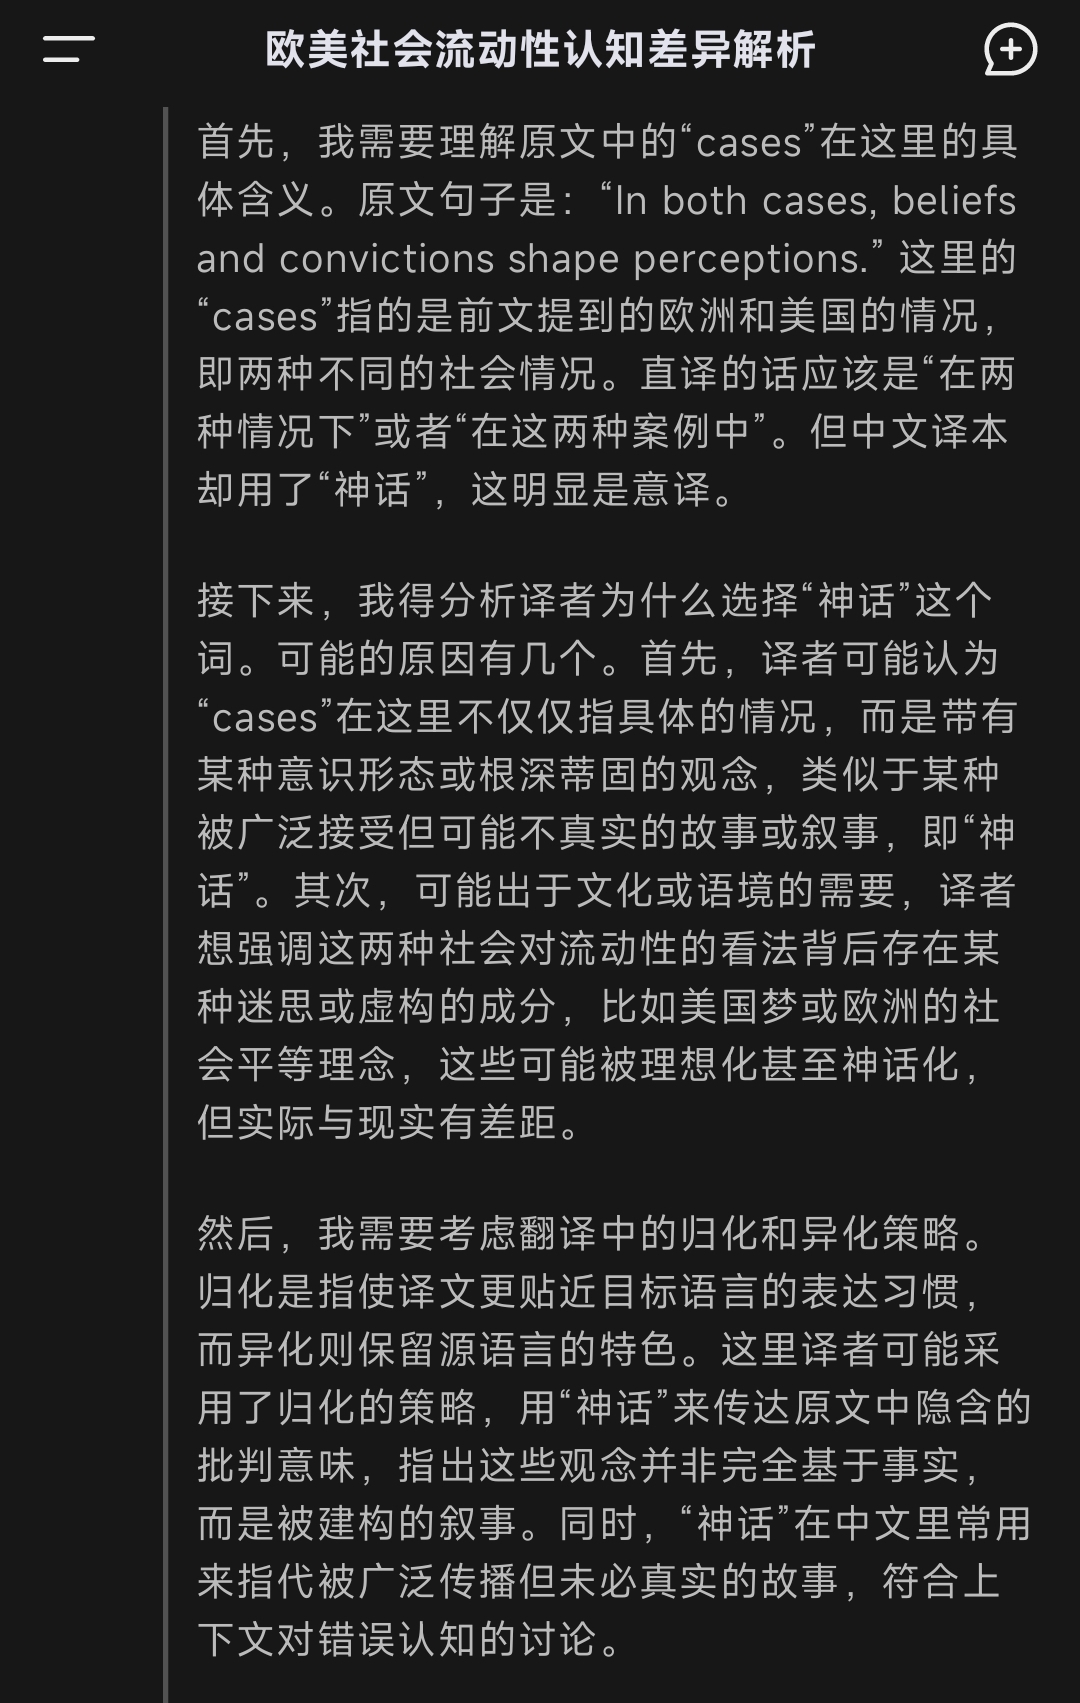 欧美社会流动性认知差异解析
首先，我需要理解原文中的“cases”在这里的具
体含义。原文句子是：“In both cases, beliefs
and convictions shape perceptions.” 这里的
“cases”指的是前文提到的欧洲和美国的情况，
即两种不同的社会情况。直译的话应该是“在两
种情况下”或者“在这两种案例中”。但中文译本
却用了“神话”，这明显是意译。
接下来，我得分析译者为什么选择“神话”这个
词。可能的原因有几个。首先，译者可能认为
“cases”在这里不仅仅指具体的情况，而是带有
某种意识形态或根深蒂固的观念，类似于某种
被广泛接受但可能不真实的故事或叙事，即“神
话”。其次，可能出于文化或语境的需要，译者
想强调这两种社会对流动性的看法背后存在某
种迷思或虚构的成分，比如美国梦或欧洲的社
会平等理念，这些可能被理想化甚至神话化，
但实际与现实有差距。
然后，我需要考虑翻译中的归化和异化策略。
归化是指使译文更贴近目标语言的表达习惯，
而异化则保留源语言的特色。这里译者可能采
用了归化的策略，用“神话”来传达原文中隐含的
批判意味，指出这些观念并非完全基于事实，
而是被建构的叙事。同时，“神话”在中文里常用
来指代被广泛传播但未必真实的故事，符合上
下文对错误认知的讨论。